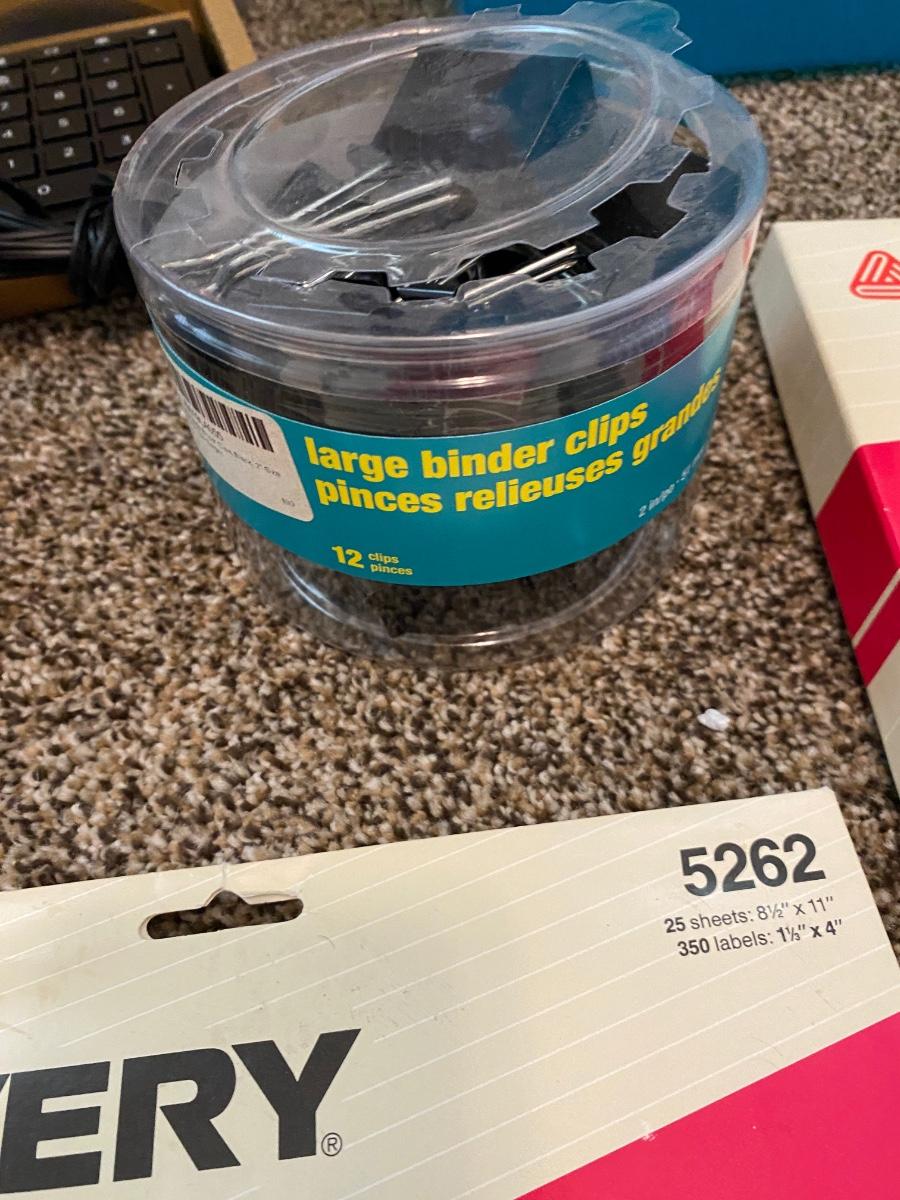 large binder clips
pinces relieuses grandes
12 clips
pinces
5262
25 sheets: 8½" x 11"
350 labels: 1⅓" x 4"
VERY®